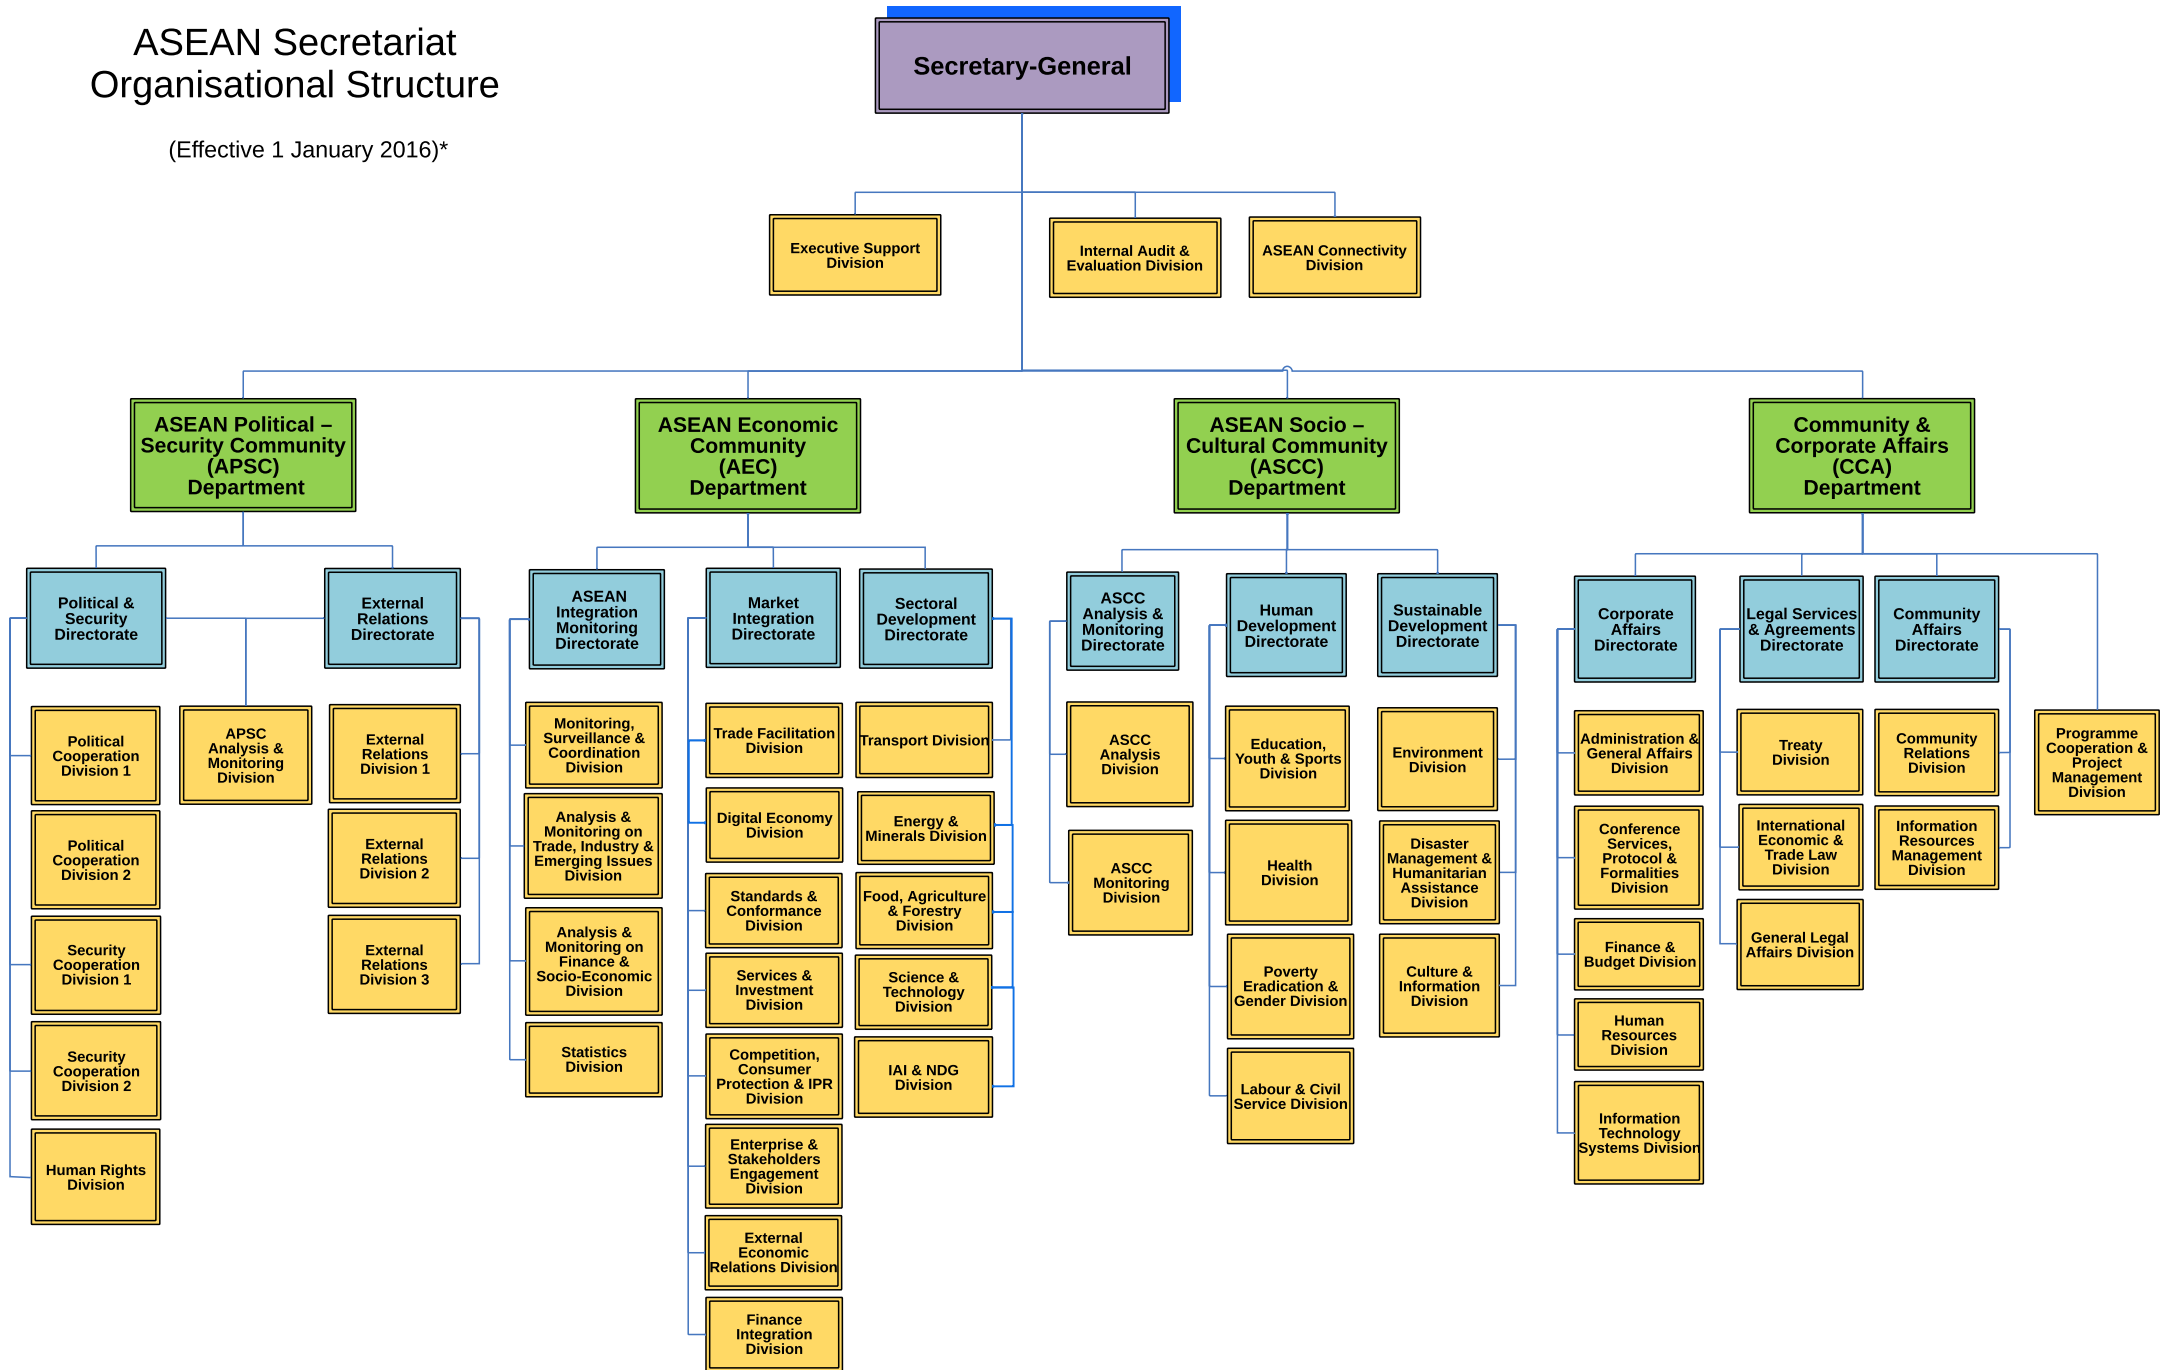 ASEAN Secretariat
Organisational Structure
(Effective 1 January 2016)*
Secretary-General
Executive Support
Division
Internal Audit &
Evaluation Division
ASEAN Connectivity
Division
ASEAN Political –
Security Community
(APSC)
Department
ASEAN Economic
Community
(AEC)
Department
ASEAN Socio –
Cultural Community
(ASCC)
Department
Community &
Corporate Affairs
(CCA)
Department
Political &
Security
Directorate
External
Relations
Directorate
ASEAN
Integration
Monitoring
Directorate
Market
Integration
Directorate
Sectoral
Development
Directorate
ASCC
Analysis &
Monitoring
Directorate
Human
Development
Directorate
Sustainable
Development
Directorate
Corporate
Affairs
Directorate
Legal Services
& Agreements
Directorate
Community
Affairs
Directorate
Political
Cooperation
Division 1
Political
Cooperation
Division 2
Security
Cooperation
Division 1
Security
Cooperation
Division 2
Human Rights
Division
APSC
Analysis &
Monitoring
Division
External
Relations
Division 1
External
Relations
Division 2
External
Relations
Division 3
Monitoring,
Surveillance &
Coordination
Division
Analysis &
Monitoring on
Trade, Industry &
Emerging Issues
Division
Analysis &
Monitoring on
Finance &
Socio-Economic
Division
Statistics
Division
Trade Facilitation
Division
Digital Economy
Division
Standards &
Conformance
Division
Services &
Investment
Division
Competition,
Consumer
Protection & IPR
Division
Enterprise &
Stakeholders
Engagement
Division
External
Economic
Relations Division
Finance
Integration
Division
Transport Division
Energy &
Minerals Division
Food, Agriculture
& Forestry
Division
Science &
Technology
Division
IAI & NDG
Division
ASCC
Analysis
Division
ASCC
Monitoring
Division
Education,
Youth & Sports
Division
Health
Division
Poverty
Eradication &
Gender Division
Labour & Civil
Service Division
Environment
Division
Disaster
Management &
Humanitarian
Assistance
Division
Culture &
Information
Division
Administration &
General Affairs
Division
Conference
Services,
Protocol &
Formalities
Division
Finance &
Budget Division
Human
Resources
Division
Information
Technology
Systems Division
Treaty
Division
International
Economic &
Trade Law
Division
General Legal
Affairs Division
Community
Relations
Division
Information
Resources
Management
Division
Programme
Cooperation &
Project
Management
Division